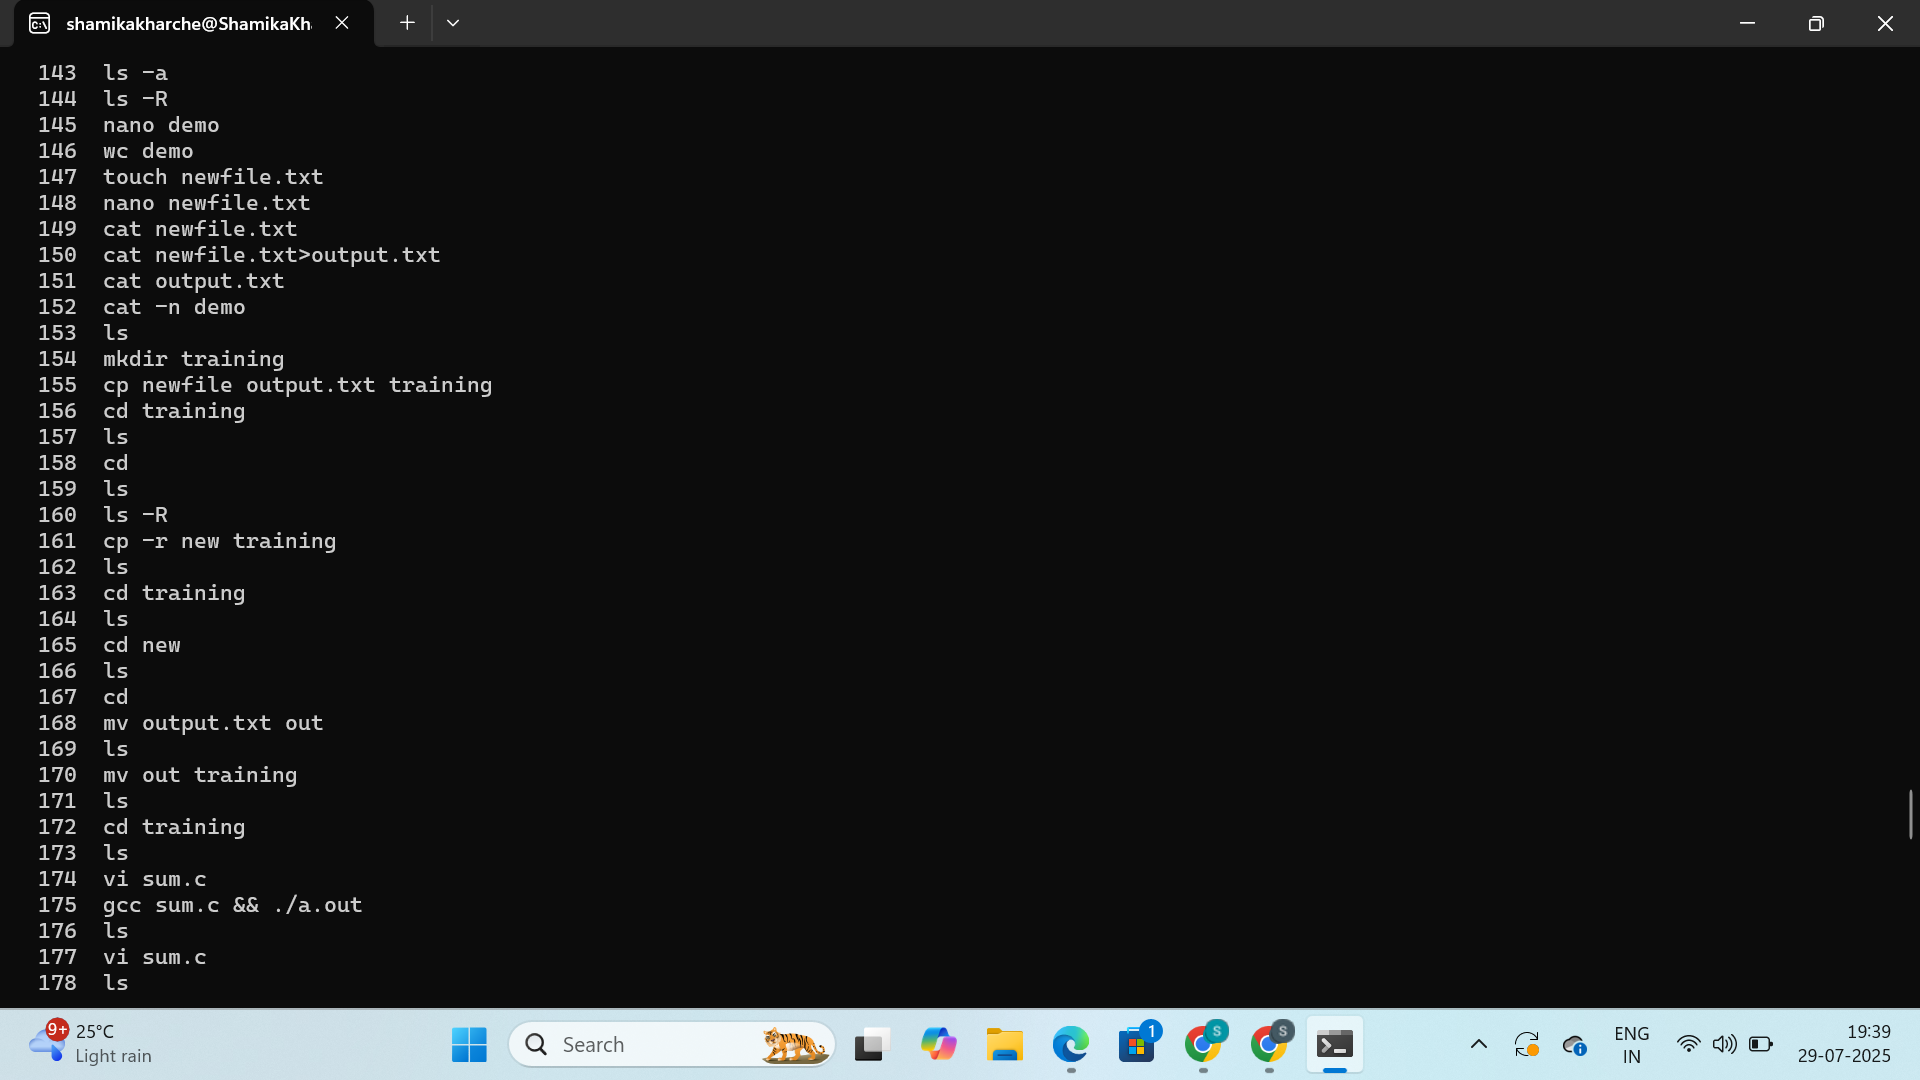 shamikakharche@ShamikaKh
143 ls -a
144 ls -R
145 nano demo
146 wc demo
147 touch newfile.txt
148 nano newfile.txt
149 cat newfile.txt
150 cat newfile.txt>output.txt
151 cat output.txt
152 cat -n demo
153 ls
154 mkdir training
155 cp newfile output.txt training
156 cd training
157 ls
158 cd
159 ls
160 ls -R
161 cp -r new training
162 ls
163 cd training
164 ls
165 cd new
166 ls
167 cd
168 mv output.txt out
169 ls
170 mv out training
171 ls
172 cd training
173 ls
174 vi sum.c
175 gcc sum.c && ./a.out
176 ls
177 vi sum.c
178 ls
9+
25°C
Light rain
Search
1
S
S
ENG
IN
19:39
29-07-2025